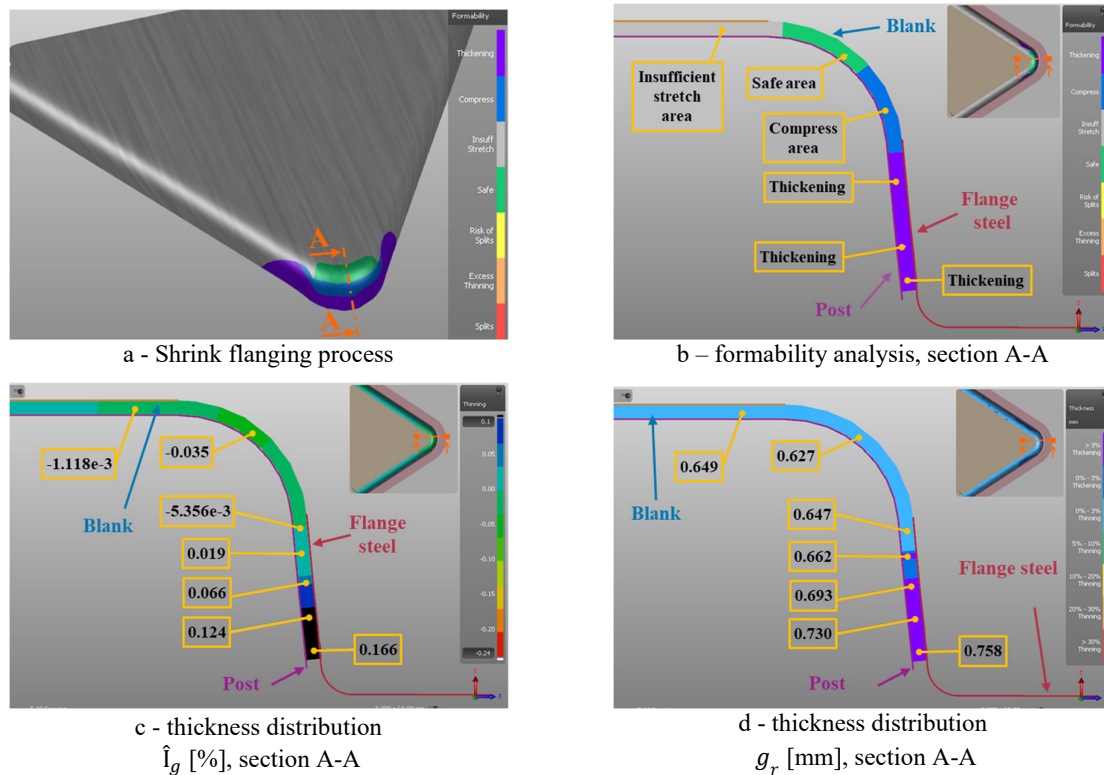 Formability
Thickening
Compress
Insuff
Stretch
Safe
Risk of
Splits
Excess
Thinning
Splits
A
A
a - Shrink flanging process
Blank
Insufficient
stretch
area
Safe area
Compress
area
Thickening
Flange
steel
Thickening
Thickening
Post
Formability
Thickening
Compress
Insuff
Stretch
Safe
Risk of
Splits
Excess
Thinning
Splits
b – formability analysis, section A-A
-1.118e-3
-0.035
Blank
-5.356e-3
Flange
steel
0.019
0.066
0.124
0.166
Post
Thinning
0.1
0.05
0.00
-0.05
-0.10
-0.15
-0.20
-0.24
c - thickness distribution
Î_g [%], section A-A
0.649
0.627
Blank
0.647
0.662
Flange steel
0.693
0.730
0.758
Post
Thickness
mm
> 3%
Thickening
0% - 3%
Thickening
0% - 3%
Thinning
5% - 10%
Thinning
10% - 20%
Thinning
20% - 30%
Thinning
> 30%
Thinning
d - thickness distribution
g_r [mm], section A-A